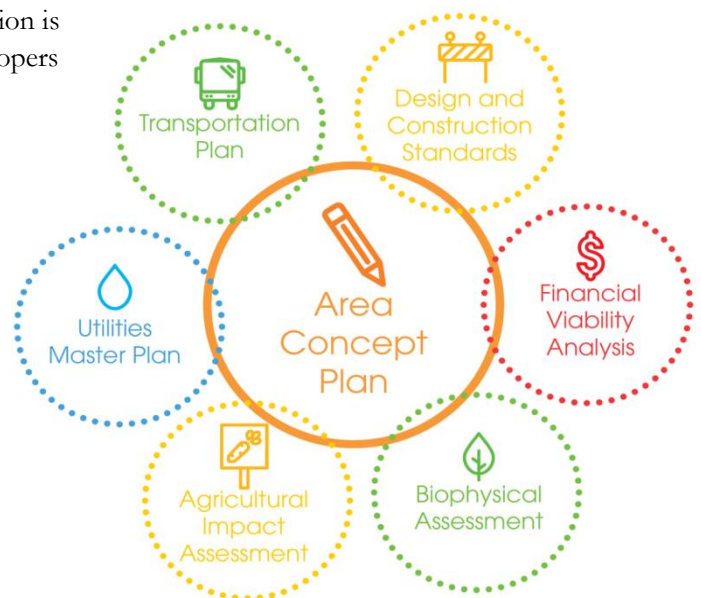 ion is
opers
Transportation
Plan
Design and
Construction
Standards
Utilities
Master Plan
Area
Concept
Plan
$
Financial
Viability
Analysis
Agricultural
Impact
Assessment
Biophysical
Assessment